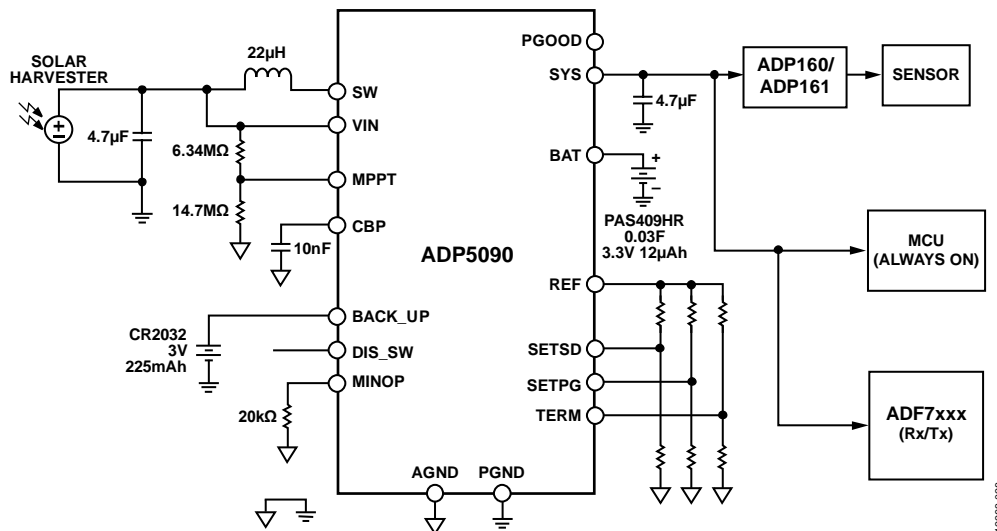 SOLAR
HARVESTER
22µH
4.7µF
6.34MΩ
14.7MΩ
10nF
CR2032
3V
225mAh
20kΩ
SW
VIN
MPPT
CBP
BACK_UP
DIS_SW
MINOP
ADP5090
AGND
PGND
PGOOD
SYS
BAT
REF
SETSD
SETPG
TERM
4.7µF
+
–
PAS409HR
0.03F
3.3V 12µAh
ADP160/
ADP161
SENSOR
MCU
(ALWAYS ON)
ADF7xxx
(Rx/Tx)